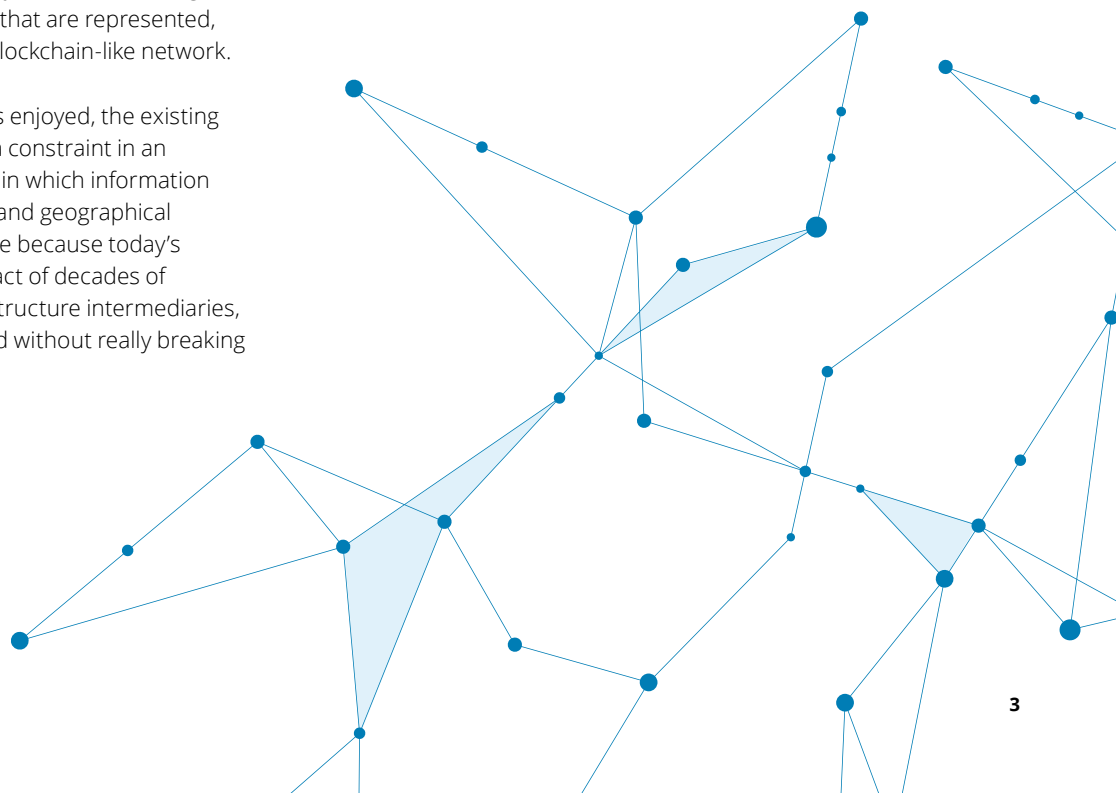 that are represented,
lockchain-like network.
s enjoyed, the existing
constraint in an
in which information
and geographical
e because today's
act of decades of
tructure intermediaries,
d without really breaking
3